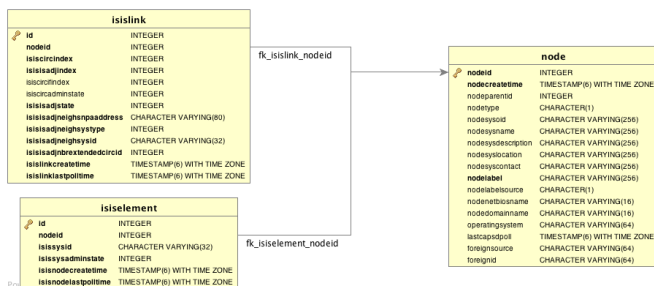 isislink
id INTEGER
nodeid INTEGER
isiscircindex INTEGER
isisisadjindex INTEGER
isiscircifindex INTEGER
isiscircadminstate INTEGER
isisisadjstate INTEGER
isisisadjneighsnpaaddress CHARACTER VARYING(80)
isisisadjneighsystype INTEGER
isisisadjneighsysid CHARACTER VARYING(32)
isisisadjnbrextendedcircid INTEGER
isislinkcreatetime TIMESTAMP(6) WITH TIME ZONE
isislinklastpolltime TIMESTAMP(6) WITH TIME ZONE
fk_isislink_nodeid
node
nodeid INTEGER
nodecreatetime TIMESTAMP(6) WITH TIME ZONE
nodeparentid INTEGER
nodetype CHARACTER(1)
nodesysoid CHARACTER VARYING(256)
nodesysname CHARACTER VARYING(256)
nodesysdescription CHARACTER VARYING(256)
nodesyslocation CHARACTER VARYING(256)
nodesyscontact CHARACTER VARYING(256)
nodelabel CHARACTER VARYING(256)
nodelabelsource CHARACTER(1)
nodenetbiosname CHARACTER VARYING(16)
nodedomainname CHARACTER VARYING(16)
operatingsystem CHARACTER VARYING(64)
lastcapsdpoll TIMESTAMP(6) WITH TIME ZONE
foreignsource CHARACTER VARYING(64)
foreignid CHARACTER VARYING(64)
isiselement
id INTEGER
nodeid INTEGER
isissysid CHARACTER VARYING(32)
isissysadminstate INTEGER
isisnodecreatetime TIMESTAMP(6) WITH TIME ZONE
isisnodelastpolltime TIMESTAMP(6) WITH TIME ZONE
fk_isiselement_nodeid